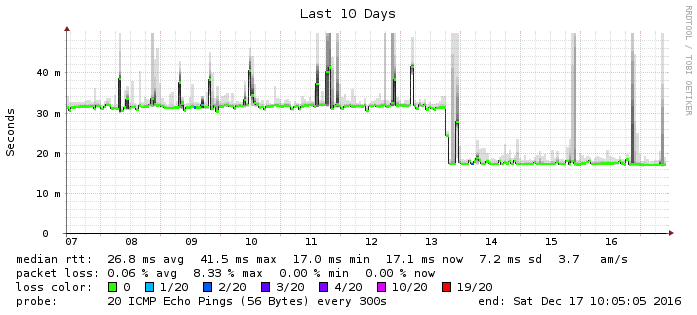 Last 10 Days
RRDTOOL / TOBI OETIKER
Seconds
40 m
30 m
20 m
10 m
0
07 08 09 10 11 12 13 14 15 16
median rtt: 26.8 ms avg 41.5 ms max 17.0 ms min 17.1 ms now 7.2 ms sd 3.7 am/s
packet loss: 0.06 % avg 8.33 % max 0.00 % min 0.00 % now
loss color: 0 1/20 2/20 3/20 4/20 10/20 19/20
probe: 20 ICMP Echo Pings (56 Bytes) every 300s end: Sat Dec 17 10:05:05 2016